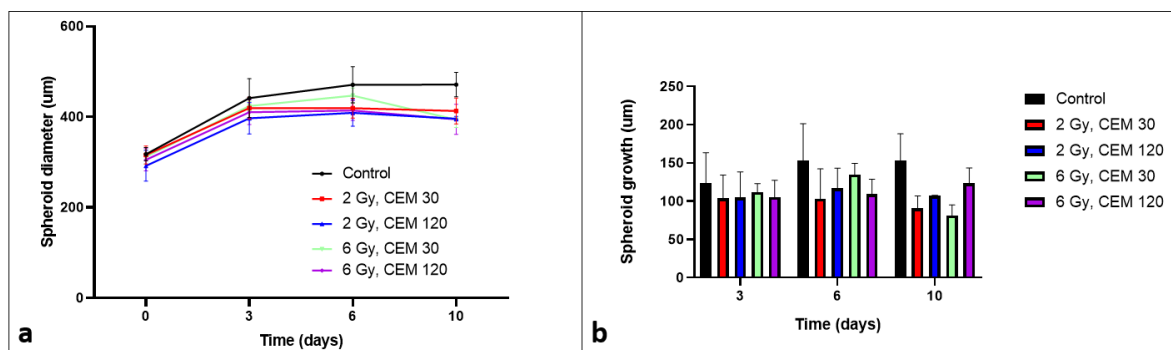 600
400
200
0
Spheroid diameter (um)
Control
2 Gy, CEM 30
2 Gy, CEM 120
6 Gy, CEM 30
6 Gy, CEM 120
0 3 6 10
Time (days)
a
250
200
150
100
50
0
Spheroid growth (um)
3 6 10
Time (days)
Control
2 Gy, CEM 30
2 Gy, CEM 120
6 Gy, CEM 30
6 Gy, CEM 120
b